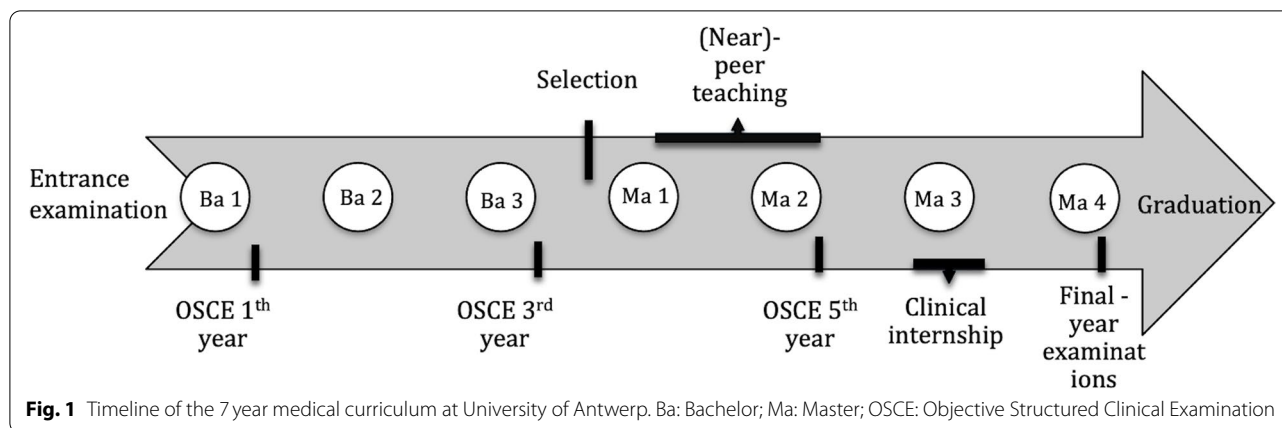 (Near)-
peer
teaching
Selection
Entrance
examination
Ba 1
Ba 2
Ba 3
Ma 1
Ma 2
Ma 3
Ma 4
Graduation
OSCE 1th
year
OSCE 3rd
year
OSCE 5th
year
Clinical
internship
Final -
year
examinat
ions
Fig. 1 Timeline of the 7 year medical curriculum at University of Antwerp. Ba: Bachelor; Ma: Master; OSCE: Objective Structured Clinical Examination